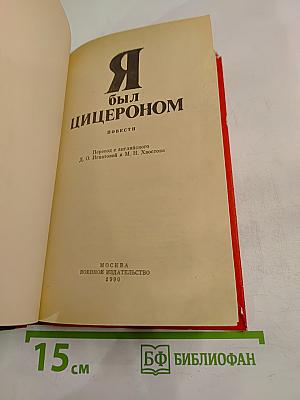 Я
был
ЦИЦЕРОНОМ
ПОВЕСТИ
Перевод с английского
Д. О. Игнатовой и М. Н. Хвостова
МОСКВА
ВОЕННОЕ ИЗДАТЕЛЬСТВО
1990
15 см
БФ БИБЛИОФАН